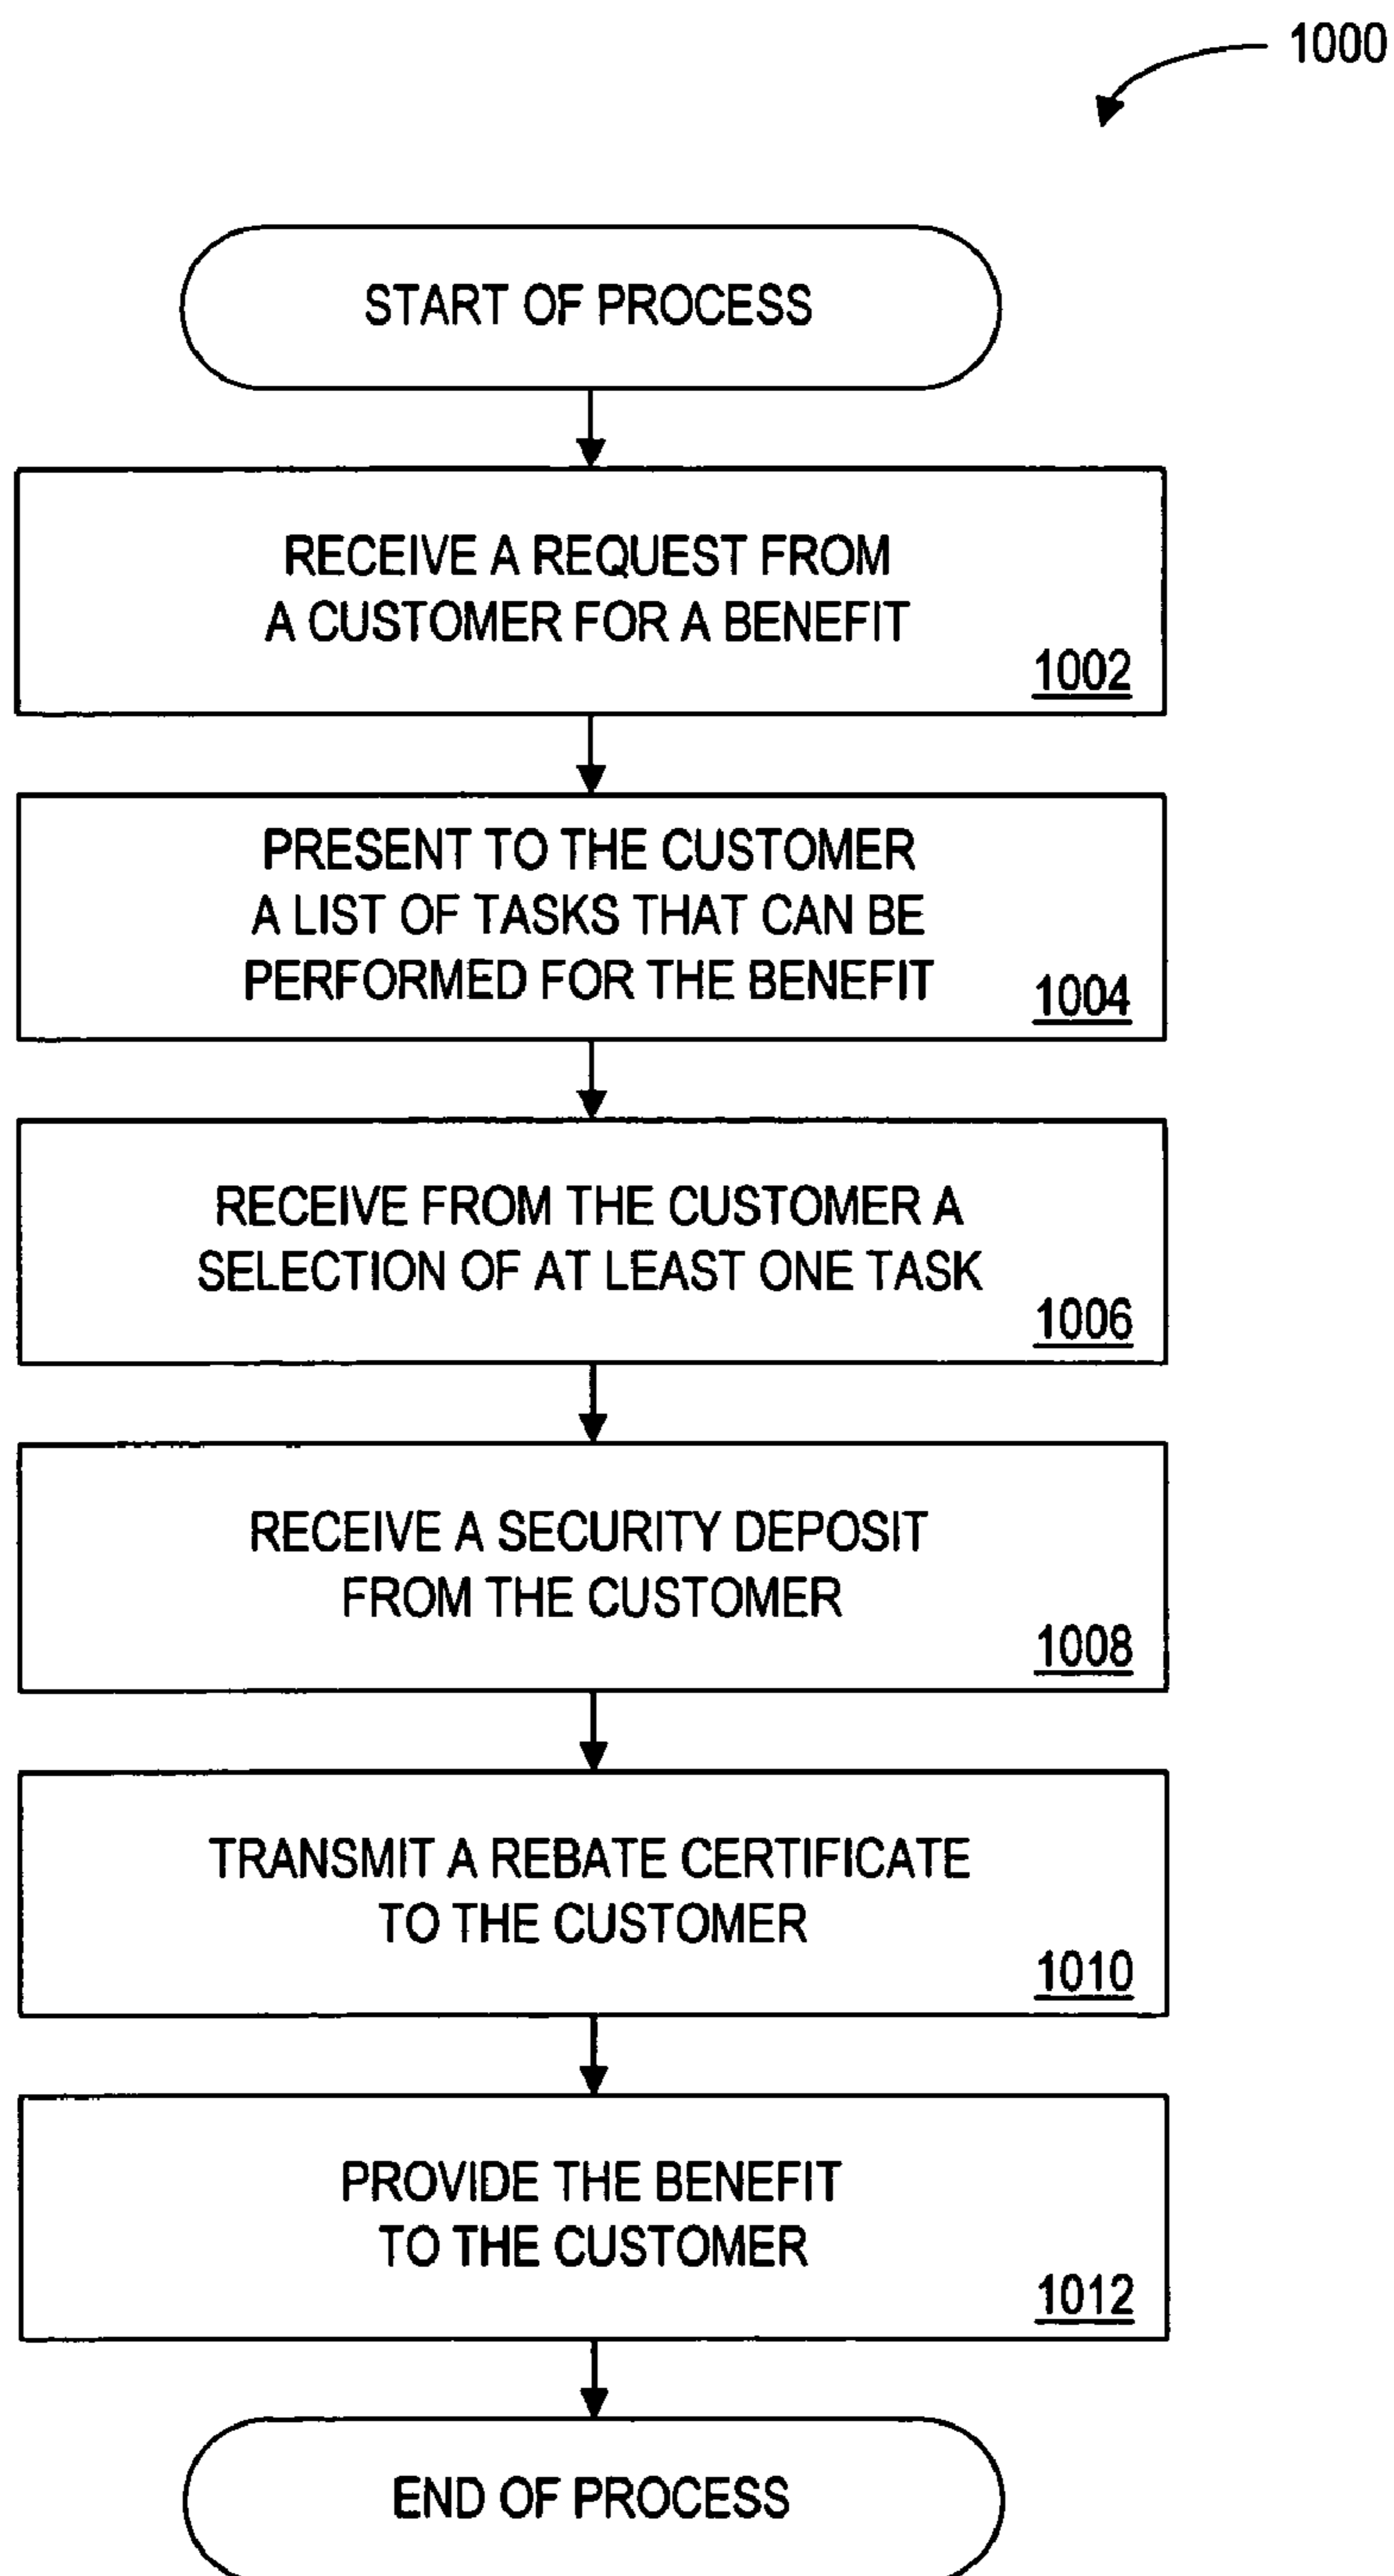 1000
START OF PROCESS
RECEIVE A REQUEST FROM
A CUSTOMER FOR A BENEFIT
1002
PRESENT TO THE CUSTOMER
A LIST OF TASKS THAT CAN BE
PERFORMED FOR THE BENEFIT
1004
RECEIVE FROM THE CUSTOMER A
SELECTION OF AT LEAST ONE TASK
1006
RECEIVE A SECURITY DEPOSIT
FROM THE CUSTOMER
1008
TRANSMIT A REBATE CERTIFICATE
TO THE CUSTOMER
1010
PROVIDE THE BENEFIT
TO THE CUSTOMER
1012
END OF PROCESS